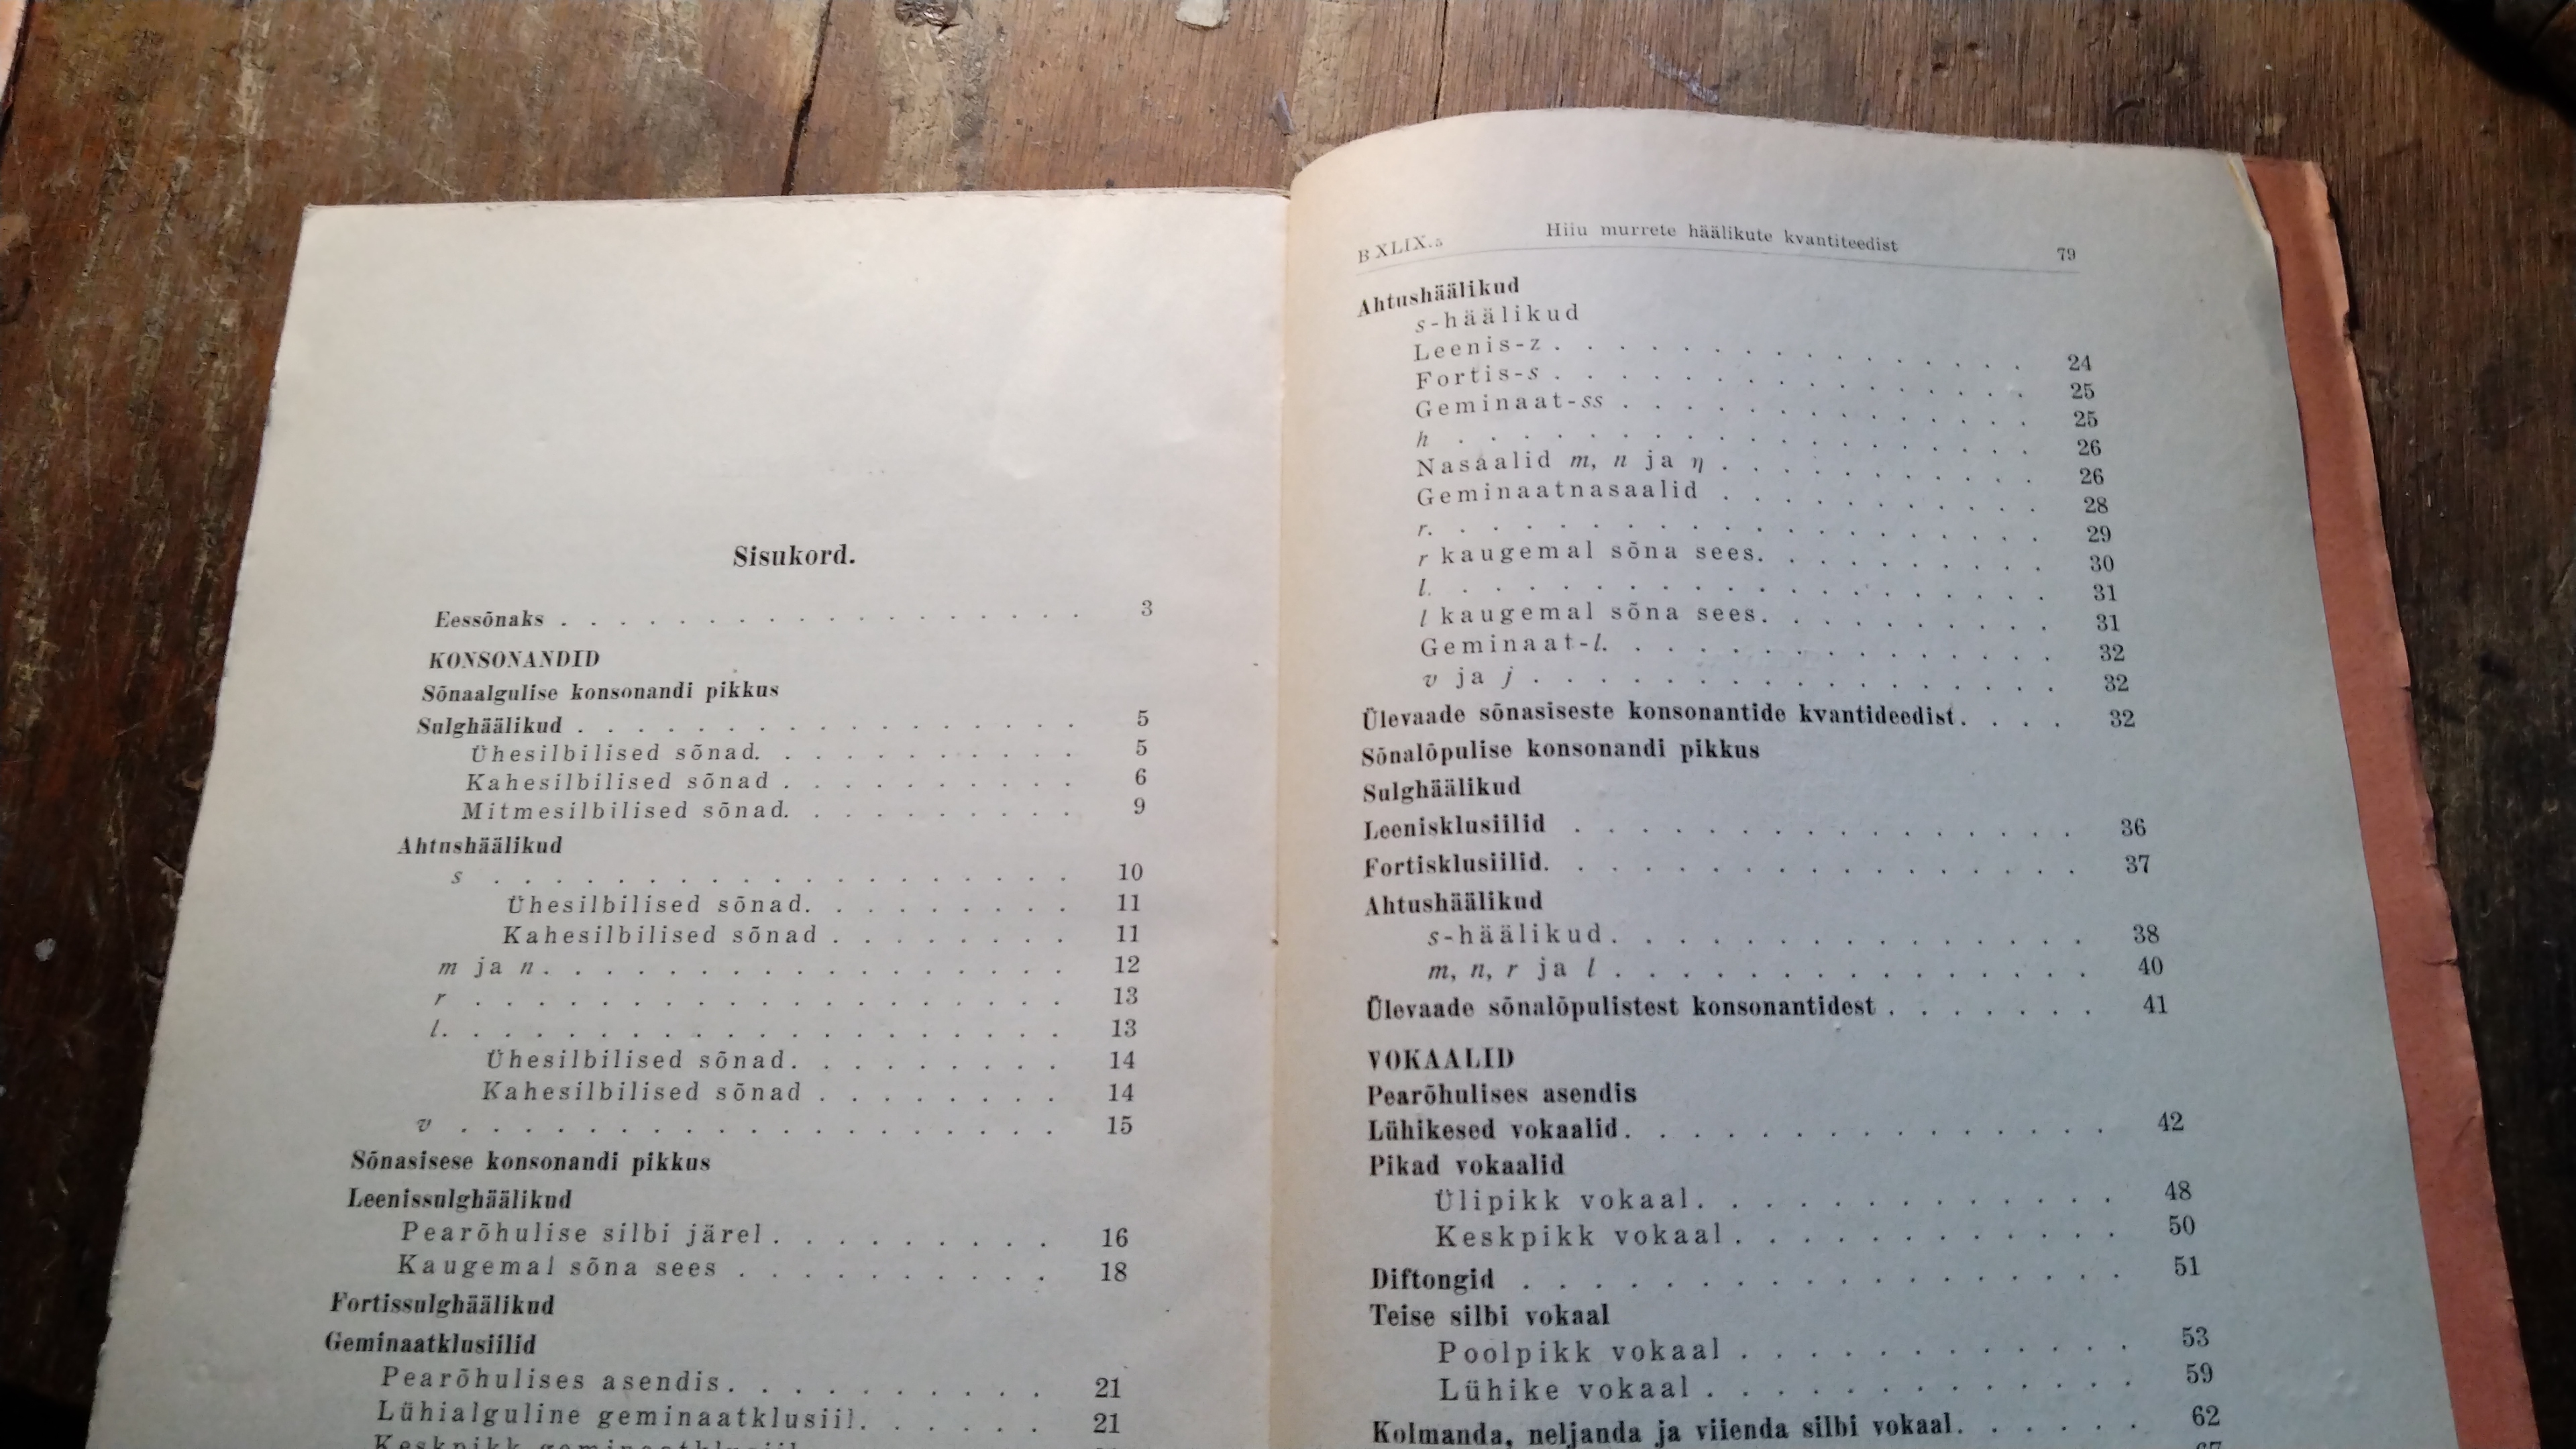 Sisukord.
Eessõnaks . . . . . . . . . . . . . . . . . . 3
KONSONANDID
Sõnaalgulise konsonandi pikkus
Sulghäälikud . . . . . . . . . . . . . . . . . 5
Ühesilbilised sõnad. . . . . . . . . . . 5
Kahesilbilised sõnad . . . . . . . . . . 6
Mitmesilbilised sõnad. . . . . . . . . . 9
Ahtushäälikud
s . . . . . . . . . . . . . . . . . . . 10
Ühesilbilised sõnad. . . . . . . . . 11
Kahesilbilised sõnad . . . . . . . . 11
m ja n. . . . . . . . . . . . . . . . . 12
r . . . . . . . . . . . . . . . . . . . 13
l. . . . . . . . . . . . . . . . . . . . 13
Ühesilbilised sõnad. . . . . . . . . 14
Kahesilbilised sõnad . . . . . . . . 14
v . . . . . . . . . . . . . . . . . . . 15
Sõnasisese konsonandi pikkus
Leenissulghäälikud
Pearõhulise silbi järel . . . . . . . . . . 16
Kaugemal sõna sees . . . . . . . . . . . 18
Fortissulghäälikud
Geminaatklusiilid
Pearõhulises asendis. . . . . . . . . . . 21
Lühialguline geminaatklusiil. . . . . . 21
Keskpikk geminaatklusiil
B XLIX.5 Hiiu murrete häälikute kvantiteedist 79
Ahtushäälikud
s-häälikud
Leenis-z . . . . . . . . . . . . . . . . 24
Fortis-s . . . . . . . . . . . . . . . . 25
Geminaat-ss . . . . . . . . . . . . . . 25
h . . . . . . . . . . . . . . . . . . . 26
Nasaalid m, n ja η . . . . . . . . . . . 26
Geminaatnasaalid . . . . . . . . . . . 28
r. . . . . . . . . . . . . . . . . . . . 29
r kaugemal sõna sees. . . . . . . . . . 30
l. . . . . . . . . . . . . . . . . . . . 31
l kaugemal sõna sees. . . . . . . . . . 31
Geminaat-l. . . . . . . . . . . . . . . 32
v ja j . . . . . . . . . . . . . . . . . 32
Ülevaade sõnasiseste konsonantide kvantideedist. . . . 32
Sõnalõpulise konsonandi pikkus
Sulghäälikud
Leenisklusiilid . . . . . . . . . . . . . . . 36
Fortisklusiilid. . . . . . . . . . . . . . . . 37
Ahtushäälikud
s-häälikud. . . . . . . . . . . . . . . 38
m, n, r ja l . . . . . . . . . . . . . . . 40
Ülevaade sõnalõpulistest konsonantidest . . . . . . . 41
VOKAALID
Pearõhulises asendis
Lühikesed vokaalid. . . . . . . . . . . . . . . 42
Pikad vokaalid
Ülipikk vokaal. . . . . . . . . . . . . 48
Keskpikk vokaal. . . . . . . . . . . . 50
Diftongid . . . . . . . . . . . . . . . . . 51
Teise silbi vokaal
Poolpikk vokaal . . . . . . . . . . . . 53
Lühike vokaal . . . . . . . . . . . . . 59
Kolmanda, neljanda ja viienda silbi vokaal. . . . . . 62
67